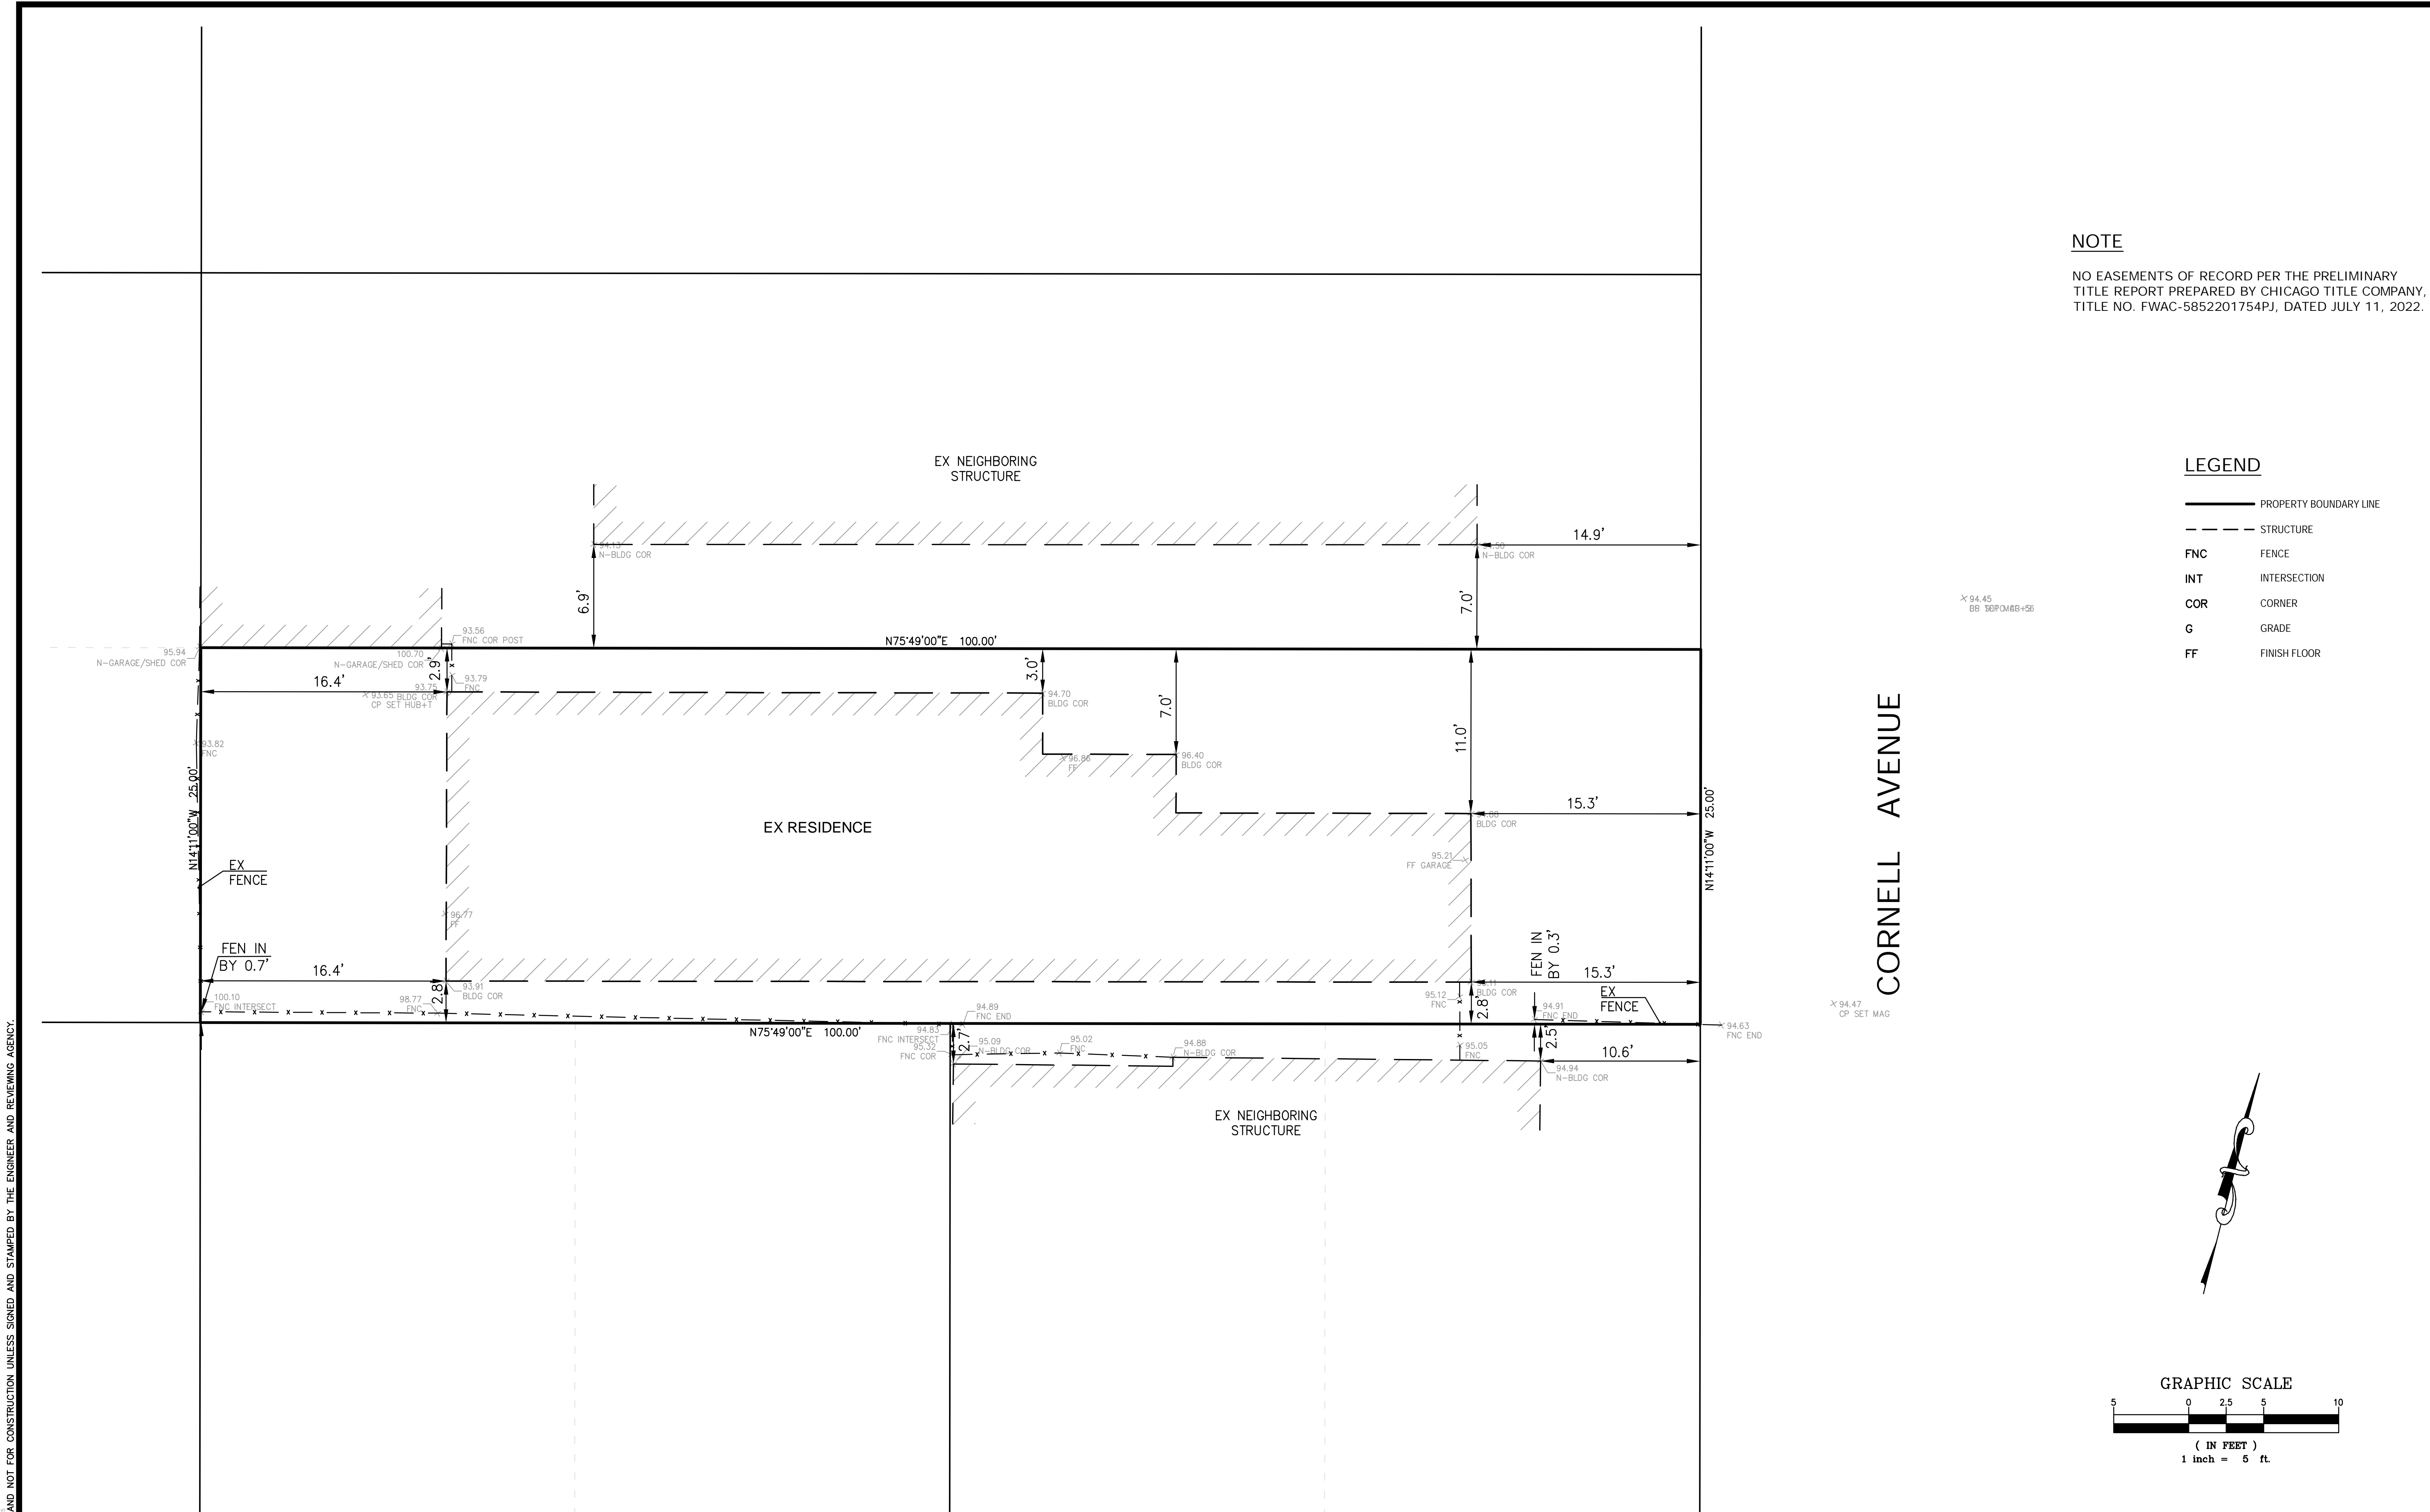 NOTE
NO EASEMENTS OF RECORD PER THE PRELIMINARY
TITLE REPORT PREPARED BY CHICAGO TITLE COMPANY,
TITLE NO. FWAC-5852201754PJ, DATED JULY 11, 2022.
LEGEND
PROPERTY BOUNDARY LINE
STRUCTURE
FNC FENCE
INT INTERSECTION
COR CORNER
G GRADE
FF FINISH FLOOR
EX NEIGHBORING
STRUCTURE
N-BLDG COR
94.13
N-BLDG COR
14.9'
6.9'
7.0'
94.45
93.56
FNC COR POST
N75°49'00"E 100.00'
95.94
N-GARAGE/SHED COR
100.70
N-GARAGE/SHED COR
2.9'
93.79
FNC
16.4'
93.75
BLDG COR
93.65
CP SET HUB+T
3.0'
94.70
BLDG COR
7.0'
11.0'
93.82
FNC
96.86
FF
96.40
BLDG COR
N14°11'00"W 25.00'
15.3'
BLDG COR
EX RESIDENCE
95.21
FF GARAGE
N14°11'00"W 25.00'
CORNELL AVENUE
EX
FENCE
96.77
FF
FEN IN
BY 0.7'
16.4'
FEN IN
BY 0.3'
15.3'
93.91
BLDG COR
2.8'
BLDG COR
100.10
FNC INTERSECT
98.77
FNC
95.12
FNC
2.8'
EX
FENCE
94.89
FNC END
94.91
FNC END
94.47
CP SET MAG
94.63
FNC END
N75°49'00"E 100.00'
94.83
FNC INTERSECT
95.32
FNC COR
2.7'
95.09
N-BLDG COR
95.02
FNC
94.88
N-BLDG COR
95.05
FNC
2.5'
10.6'
94.94
N-BLDG COR
EX NEIGHBORING
STRUCTURE
GRAPHIC SCALE
5 0 2.5 5 10
( IN FEET )
1 inch = 5 ft.
AND NOT FOR CONSTRUCTION UNLESS SIGNED AND STAMPED BY THE ENGINEER AND REVIEWING AGENCY.